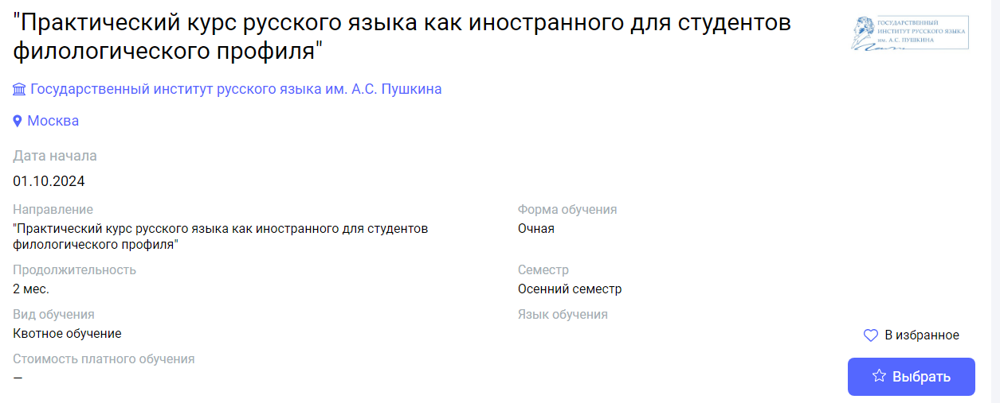 "Практический курс русского языка как иностранного для студентов
филологического профиля"
ГОСУДАРСТВЕННЫЙ
ИНСТИТУТ РУССКОГО ЯЗЫКА
им. А.С. ПУШКИНА
Государственный институт русского языка им. А.С. Пушкина
Москва
Дата начала
01.10.2024
Направление
"Практический курс русского языка как иностранного для студентов
филологического профиля"
Форма обучения
Очная
Продолжительность
2 мес.
Семестр
Осенний семестр
Вид обучения
Квотное обучение
Язык обучения
Стоимость платного обучения
—
В избранное
Выбрать